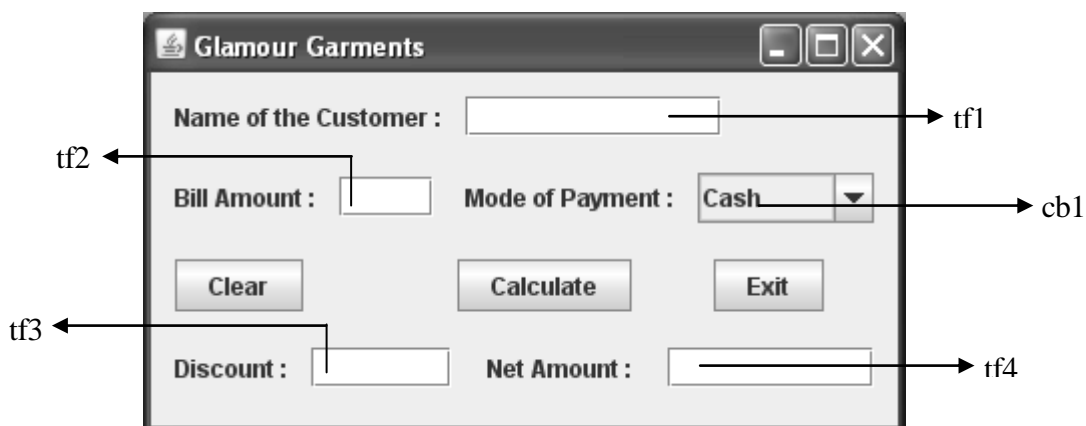 Glamour Garments
Name of the Customer : tf1
tf2
Bill Amount : Mode of Payment : Cash cb1
Clear Calculate Exit
tf3
Discount : Net Amount : tf4